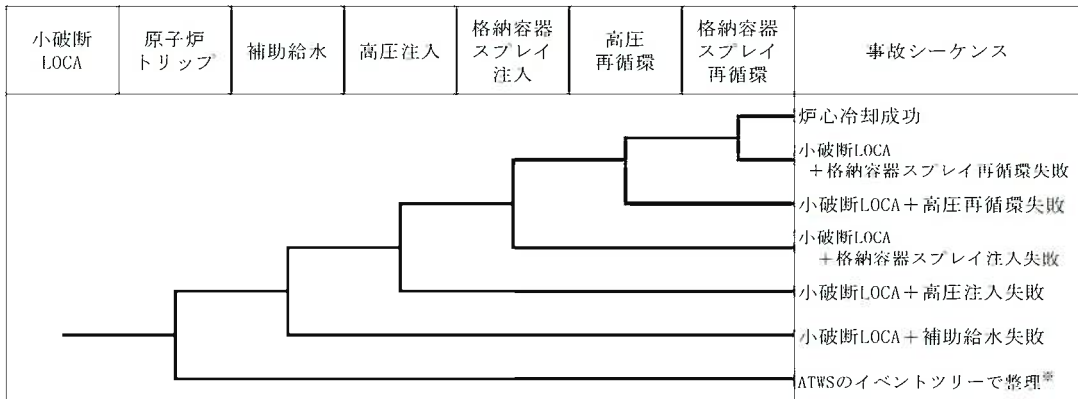 小破断
LOCA
原子炉
トリップ
補助給水
高圧注入
格納容器
スプレイ
注入
高圧
再循環
格納容器
スプレイ
再循環
事故シーケンス
炉心冷却成功
小破断LOCA
＋格納容器スプレイ再循環失敗
小破断LOCA＋高圧再循環失敗
小破断LOCA
＋格納容器スプレイ注入失敗
小破断LOCA＋高圧注入失敗
小破断LOCA＋補助給水失敗
ATWSのイベントツリーで整理※